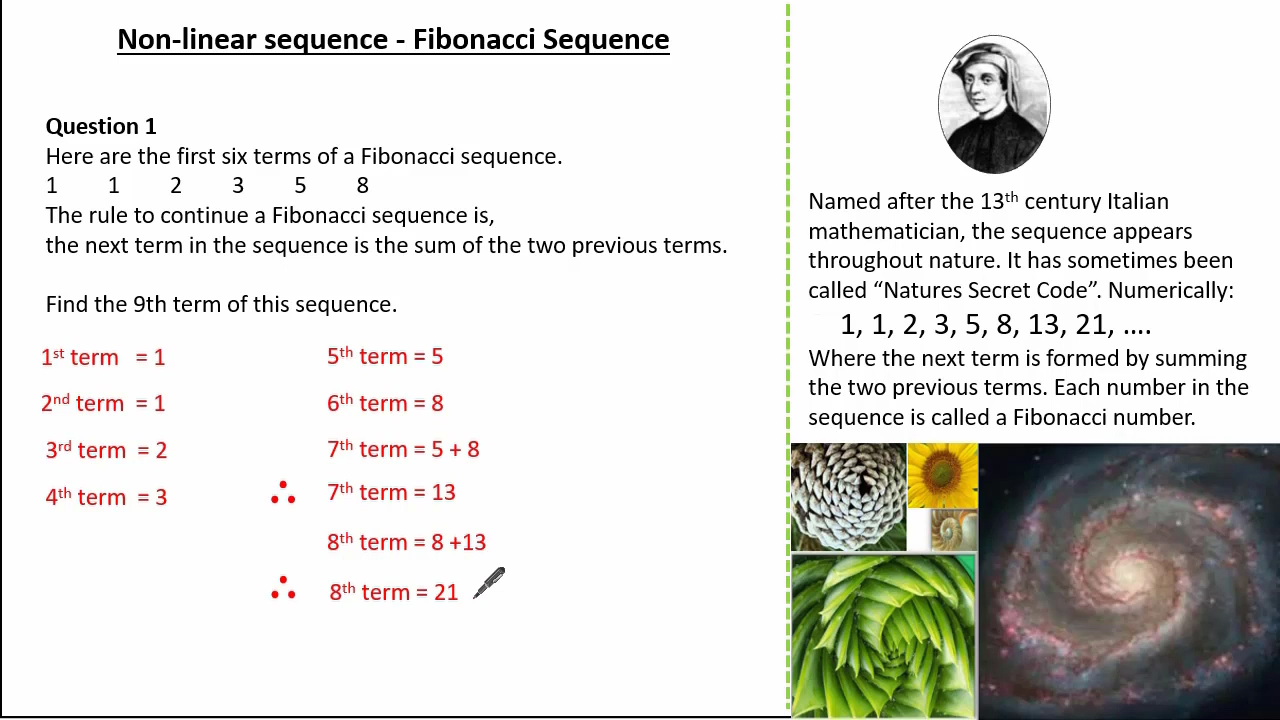 Non-linear sequence - Fibonacci Sequence
Question 1
Here are the first six terms of a Fibonacci sequence.
1 1 2 3 5 8
The rule to continue a Fibonacci sequence is,
the next term in the sequence is the sum of the two previous terms.
Find the 9th term of this sequence.
1st term = 1
2nd term = 1
3rd term = 2
4th term = 3
5th term = 5
6th term = 8
7th term = 5 + 8
∴ 7th term = 13
8th term = 8 +13
∴ 8th term = 21
Named after the 13th century Italian
mathematician, the sequence appears
throughout nature. It has sometimes been
called “Natures Secret Code”. Numerically:
1, 1, 2, 3, 5, 8, 13, 21, ....
Where the next term is formed by summing
the two previous terms. Each number in the
sequence is called a Fibonacci number.